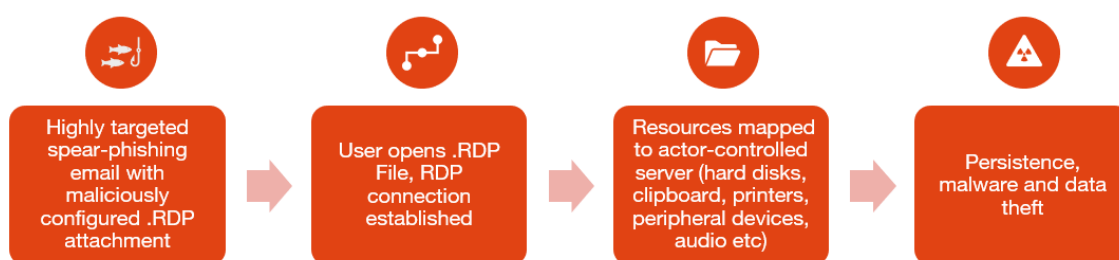 Highly targeted
spear-phishing
email with
maliciously
configured .RDP
attachment
User opens .RDP
File, RDP
connection
established
Resources mapped
to actor-controlled
server (hard disks,
clipboard, printers,
peripheral devices,
audio etc)
Persistence,
malware and data
theft